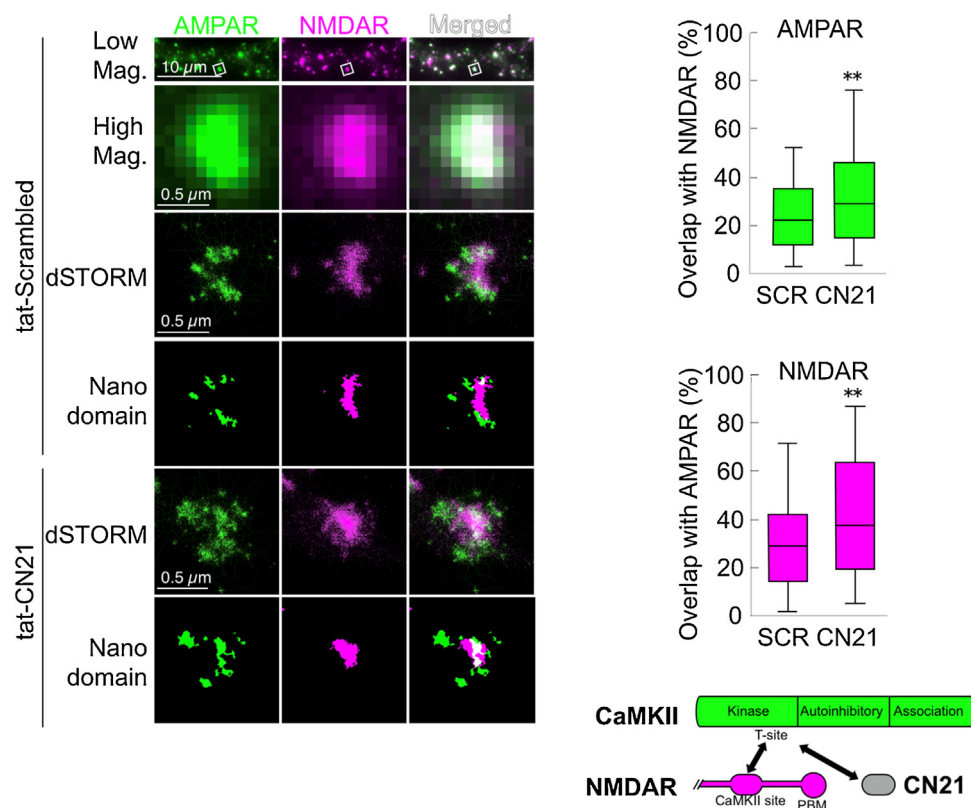 AMPAR NMDAR Merged
Low
Mag.
10 µm
High
Mag.
0.5 µm
tat-Scrambled
dSTORM
0.5 µm
Nano
domain
tat-CN21
dSTORM
0.5 µm
Nano
domain
AMPAR
Overlap with NMDAR (%)
100
80
60
40
20
0
**
SCR CN21
NMDAR
Overlap with AMPAR (%)
100
80
60
40
20
0
**
SCR CN21
CaMKII
Kinase Autoinhibitory Association
T-site
NMDAR
CaMKII site
PBM
CN21